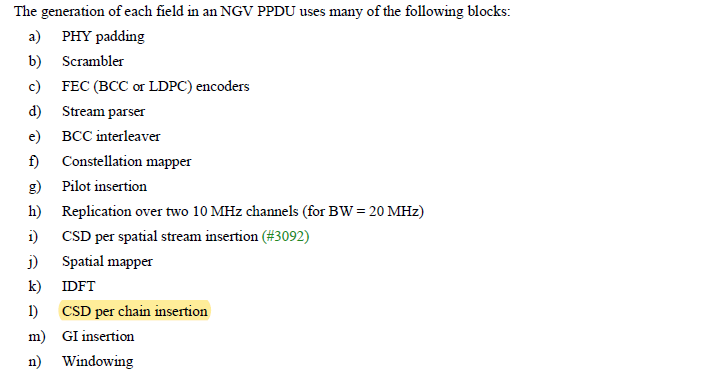 The generation of each field in an NGV PPDU uses many of the following blocks:
a) PHY padding
b) Scrambler
c) FEC (BCC or LDPC) encoders
d) Stream parser
e) BCC interleaver
f) Constellation mapper
g) Pilot insertion
h) Replication over two 10 MHz channels (for BW = 20 MHz)
i) CSD per spatial stream insertion (#3092)
j) Spatial mapper
k) IDFT
l) CSD per chain insertion
m) GI insertion
n) Windowing